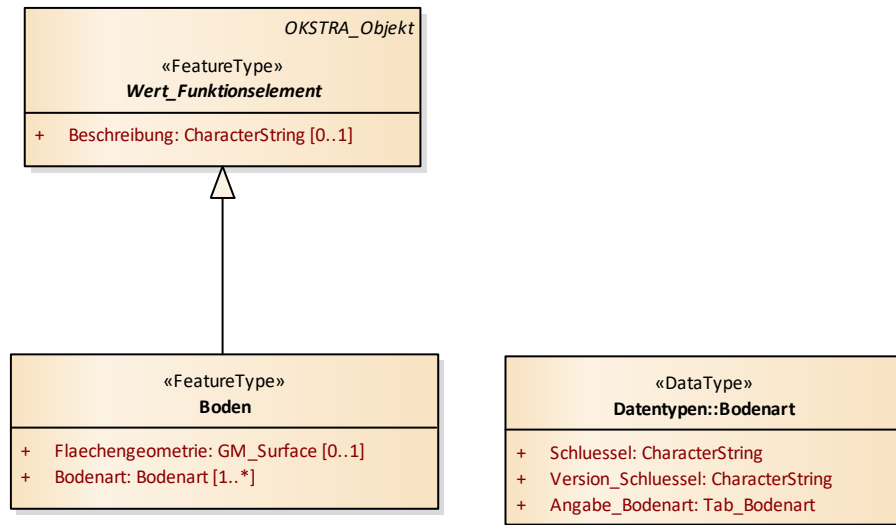 OKSTRA_Objekt
«FeatureType»
Wert_Funktionselement
+ Beschreibung: CharacterString [0..1]
«FeatureType»
Boden
+ Flaechengeometrie: GM_Surface [0..1]
+ Bodenart: Bodenart [1..*]
«DataType»
Datentypen::Bodenart
+ Schluessel: CharacterString
+ Version_Schluessel: CharacterString
+ Angabe_Bodenart: Tab_Bodenart